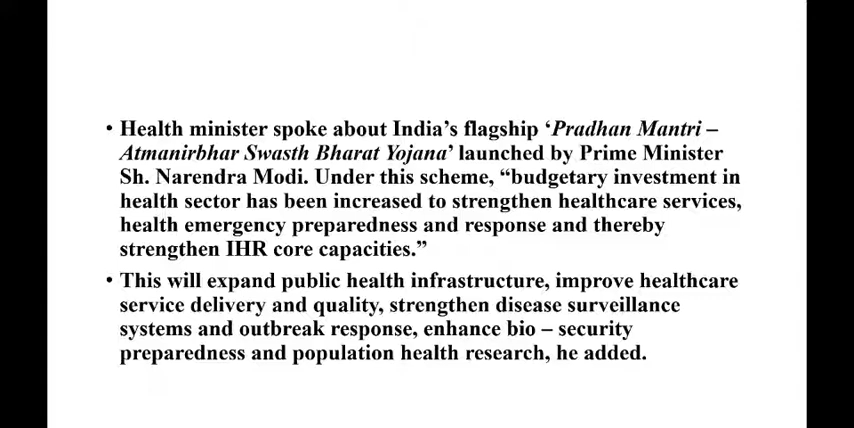 • Health minister spoke about India's flagship ‘Pradhan Mantri –
Atmanirbhar Swasth Bharat Yojana’ launched by Prime Minister
Sh. Narendra Modi. Under this scheme, “budgetary investment in
health sector has been increased to strengthen healthcare services,
health emergency preparedness and response and thereby
strengthen IHR core capacities.”
• This will expand public health infrastructure, improve healthcare
service delivery and quality, strengthen disease surveillance
systems and outbreak response, enhance bio – security
preparedness and population health research, he added.